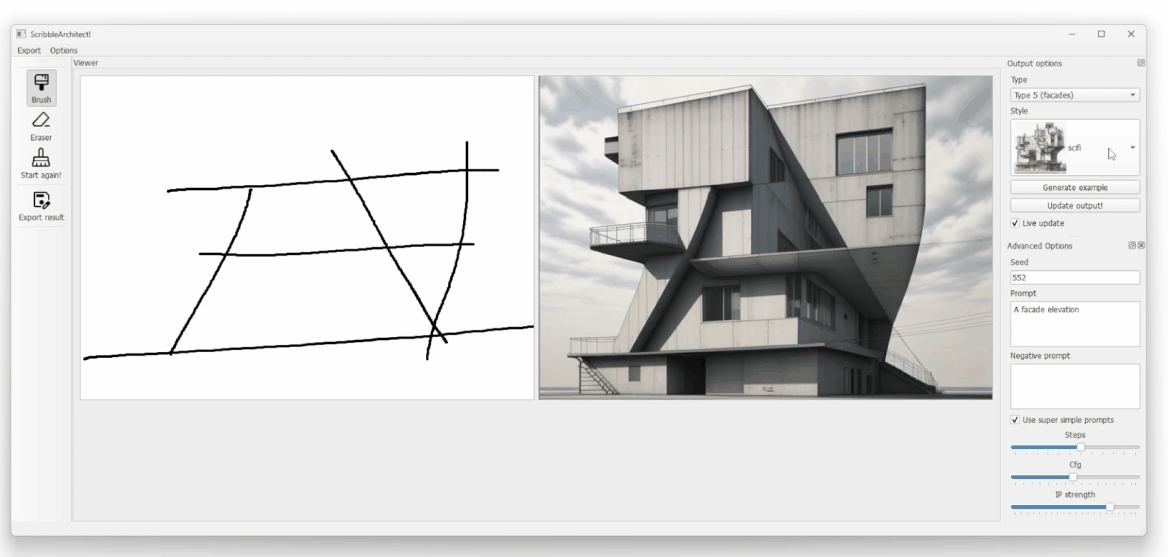 ScribbleArchitect!
Export Options
Viewer
Brush
Eraser
Start again!
Export result
Output options
Type
Type 5 (facades)
Style
scifi
Generate example
Update output!
Live update
Advanced Options
Seed
552
Prompt
A facade elevation
Negative prompt
Use super simple prompts
Steps
Cfg
IP strength